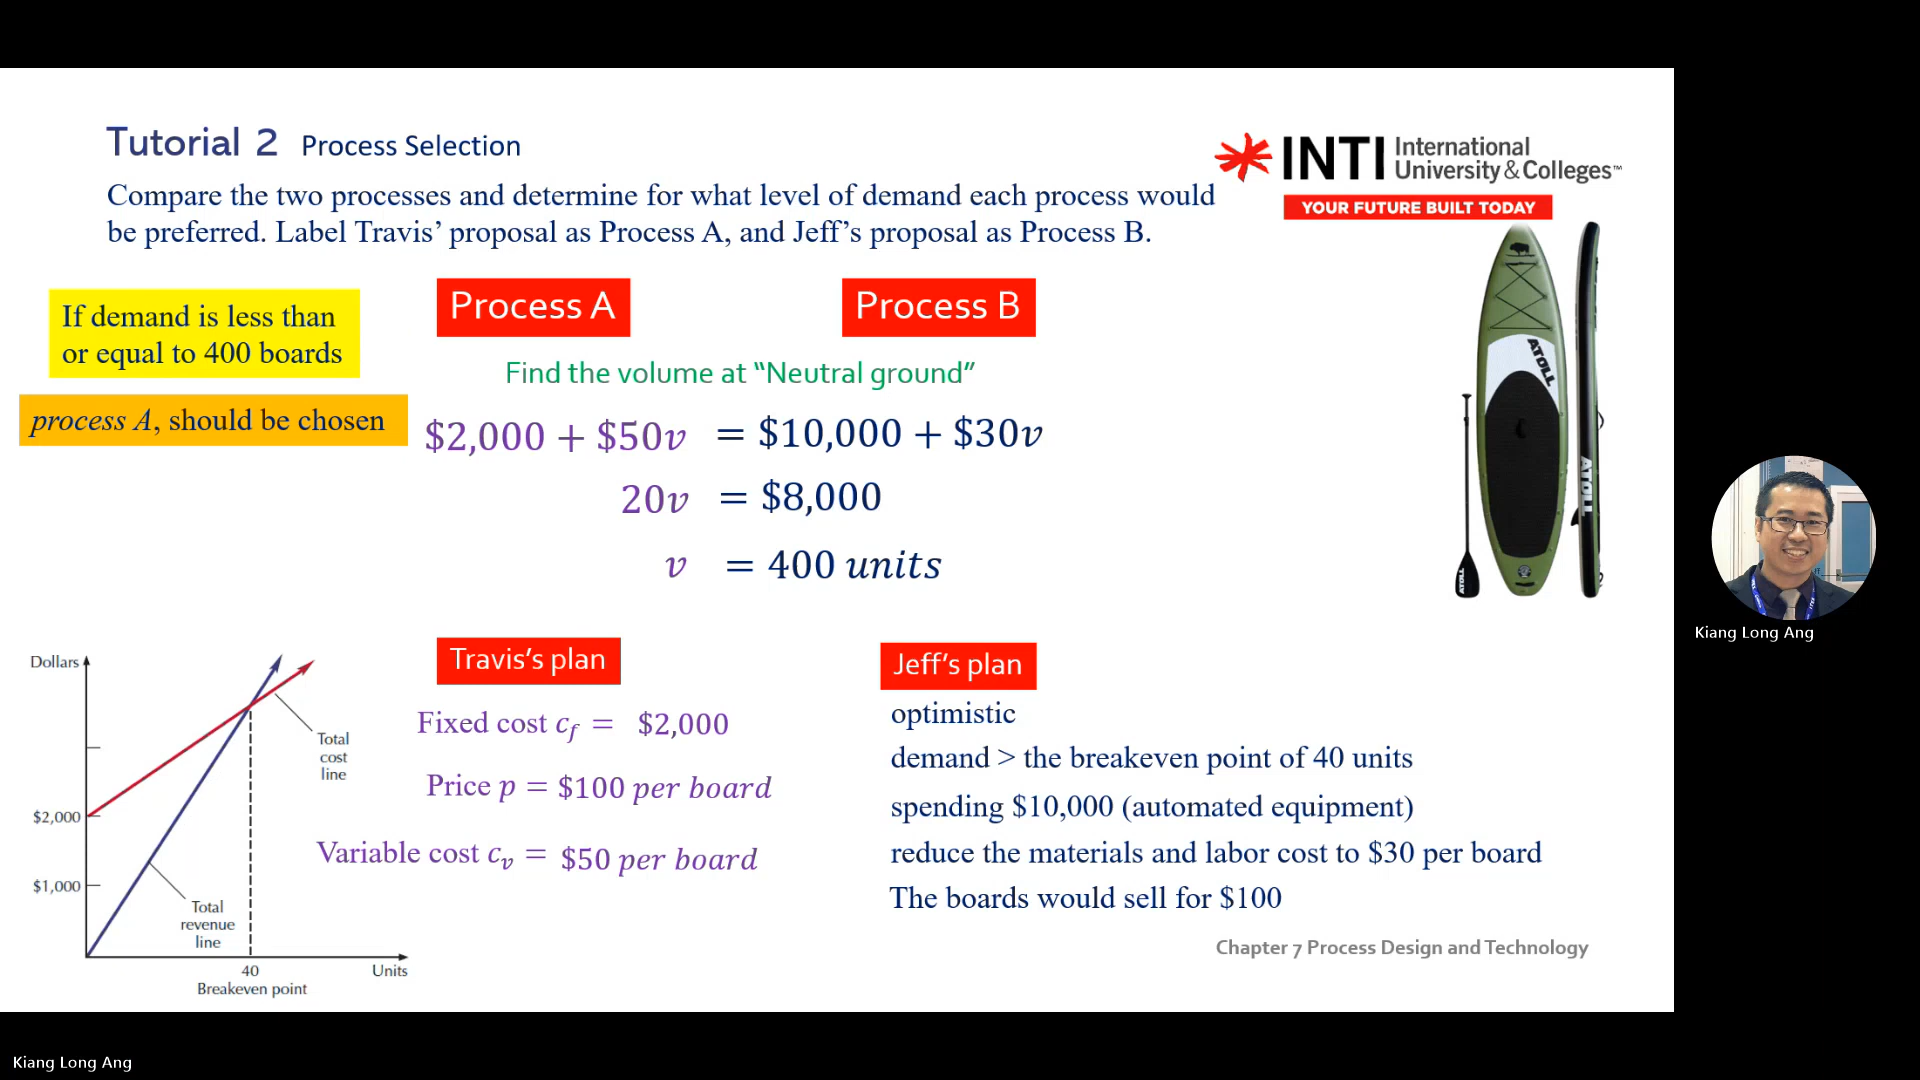 Tutorial 2 Process Selection
INTI International
University & Colleges™
YOUR FUTURE BUILT TODAY
Compare the two processes and determine for what level of demand each process would
be preferred. Label Travis’ proposal as Process A, and Jeff’s proposal as Process B.
If demand is less than
or equal to 400 boards
process A, should be chosen
Process A
Process B
Find the volume at “Neutral ground”
$2,000 + $50v = $10,000 + $30v
20v = $8,000
v = 400 units
ATOLL
ATOLL
ATOLL
Dollars
Total
cost
line
$2,000
$1,000
Total
revenue
line
40
Units
Breakeven point
Travis’s plan
Fixed cost c_f = $2,000
Price p = $100 per board
Variable cost c_v = $50 per board
Jeff’s plan
optimistic
demand > the breakeven point of 40 units
spending $10,000 (automated equipment)
reduce the materials and labor cost to $30 per board
The boards would sell for $100
Chapter 7 Process Design and Technology
Kiang Long Ang
Kiang Long Ang